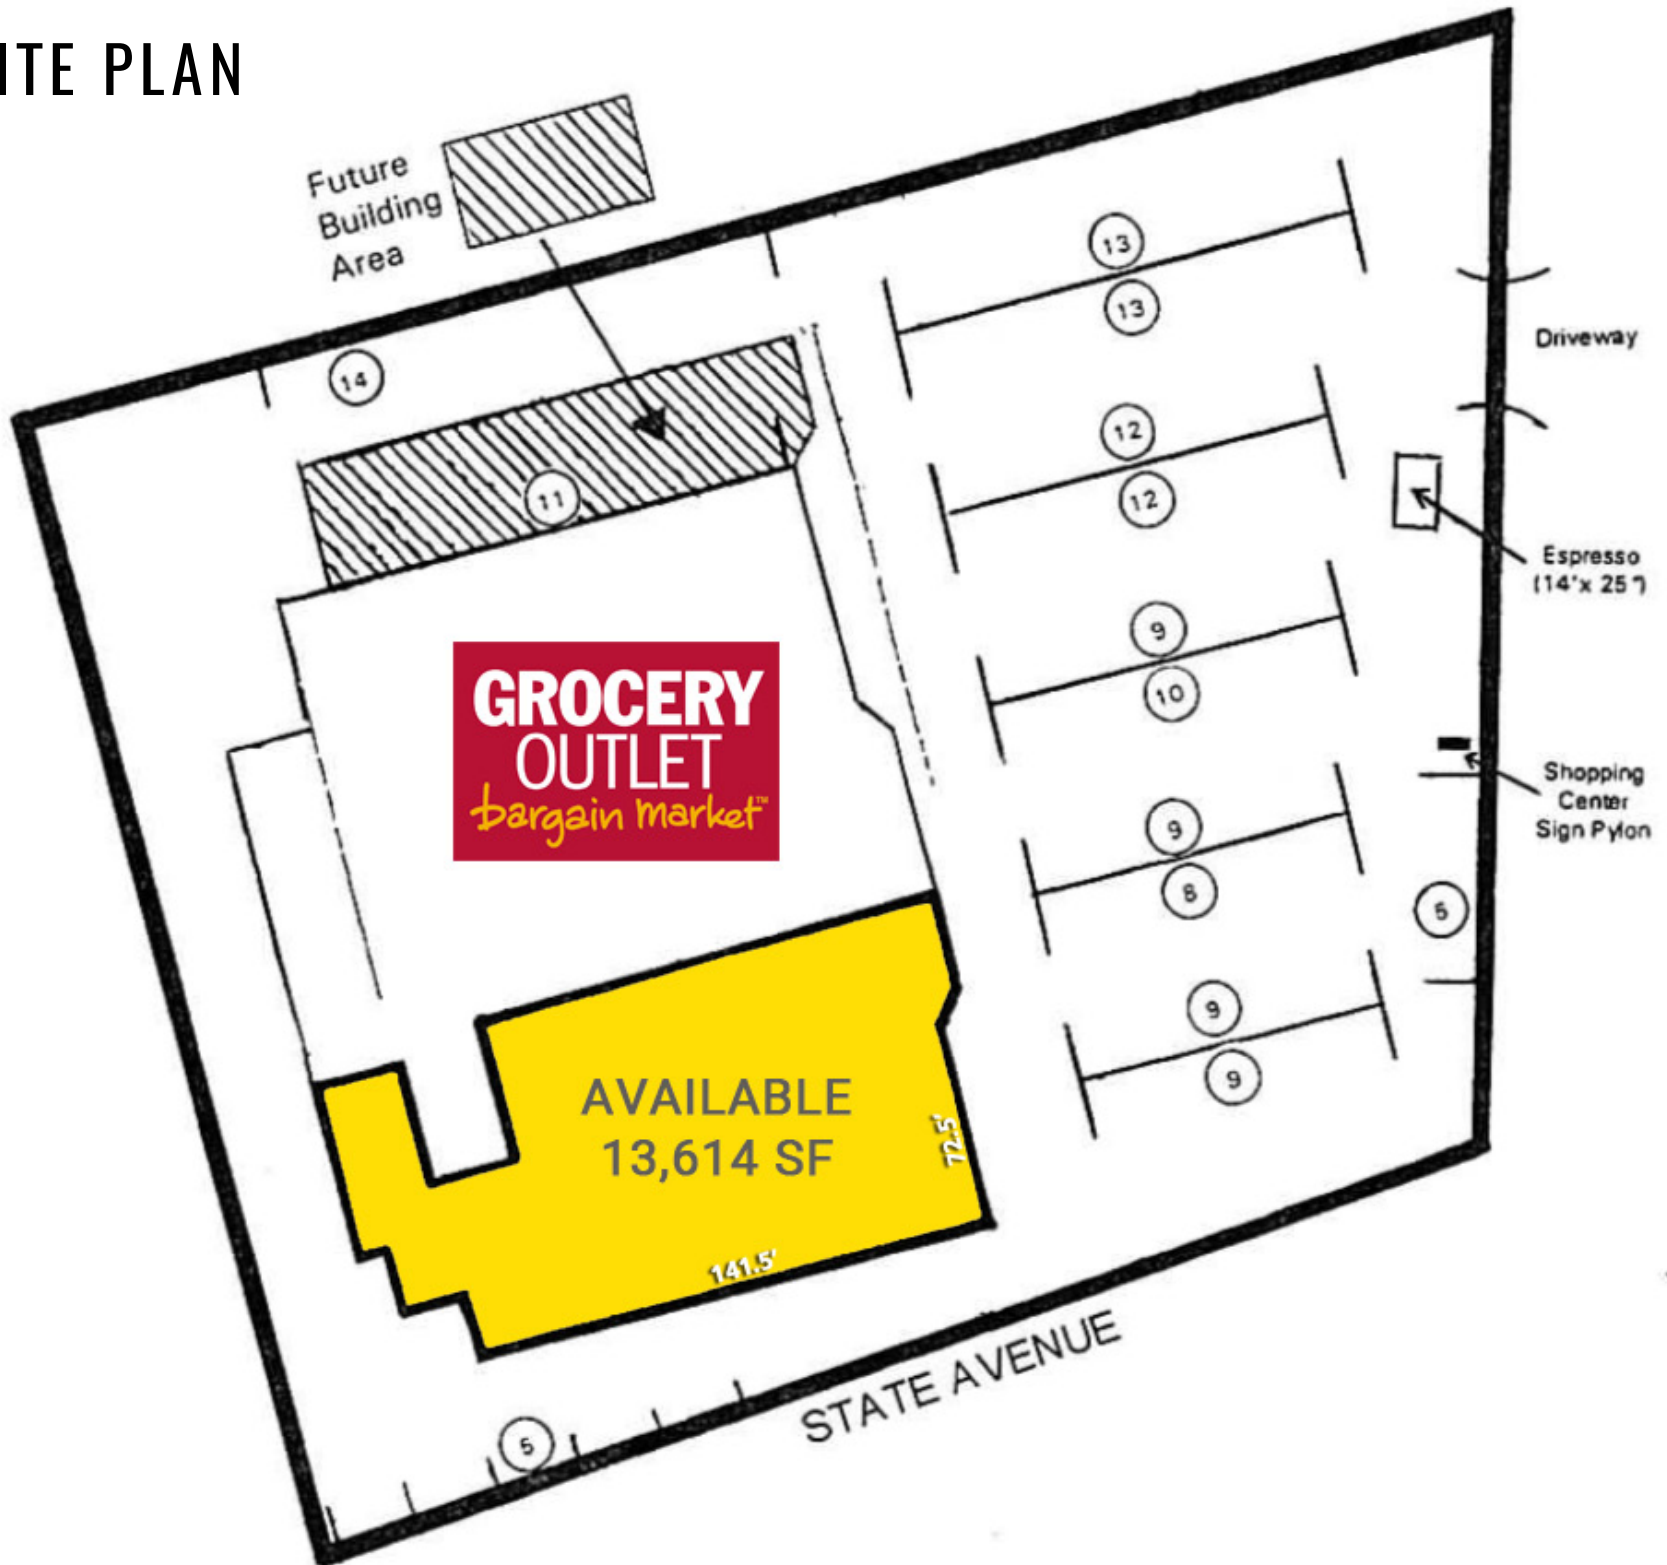 ITE PLAN
Future
Building
Area
14
11
13
13
12
12
9
10
9
8
9
9
5
5
Driveway
Espresso
(14'x 25')
Shopping
Center
Sign Pylon
GROCERY
OUTLET
bargain market™
AVAILABLE
13,614 SF
72.5'
141.5'
STATE AVENUE